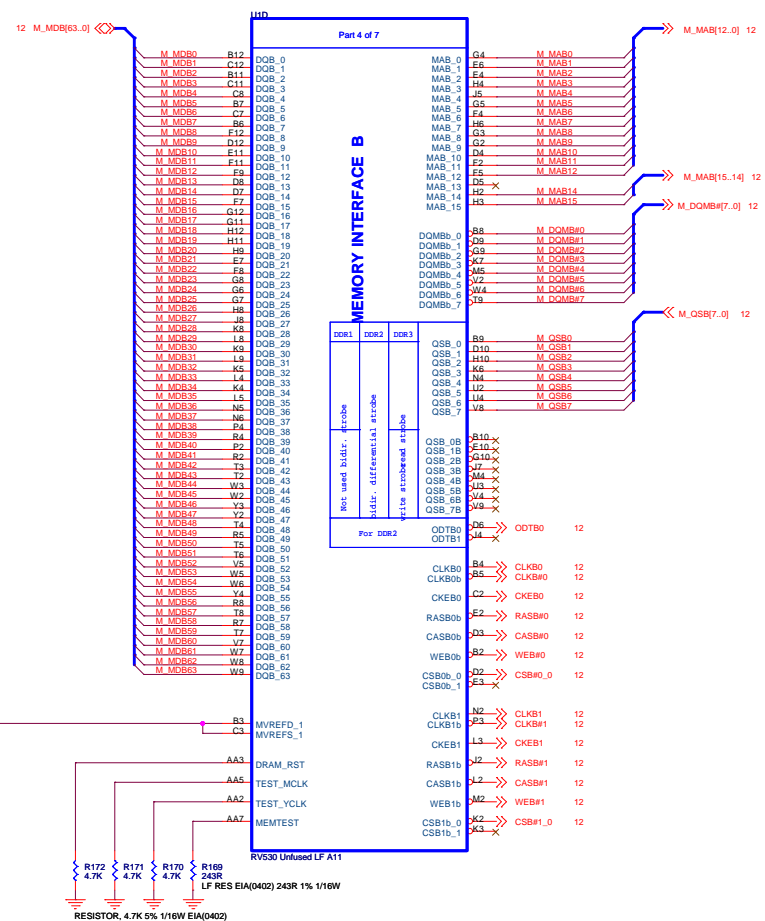 U1D
Part 4 of 7
12 M_MDB[63..0]
M_MDB0 B12 DQB_0
M_MDB1 C12 DQB_1
M_MDB2 B11 DQB_2
M_MDB3 C11 DQB_3
M_MDB4 C8 DQB_4
M_MDB5 B7 DQB_5
M_MDB6 C7 DQB_6
M_MDB7 B6 DQB_7
M_MDB8 F12 DQB_8
M_MDB9 D12 DQB_9
M_MDB10 E11 DQB_10
M_MDB11 F11 DQB_11
M_MDB12 F9 DQB_12
M_MDB13 D8 DQB_13
M_MDB14 D7 DQB_14
M_MDB15 F7 DQB_15
M_MDB16 G12 DQB_16
M_MDB17 G11 DQB_17
M_MDB18 H12 DQB_18
M_MDB19 H11 DQB_19
M_MDB20 H9 DQB_20
M_MDB21 E7 DQB_21
M_MDB22 F8 DQB_22
M_MDB23 G8 DQB_23
M_MDB24 G6 DQB_24
M_MDB25 G7 DQB_25
M_MDB26 H8 DQB_26
M_MDB27 J8 DQB_27
M_MDB28 K8 DQB_28
M_MDB29 L8 DQB_29
M_MDB30 K9 DQB_30
M_MDB31 L9 DQB_31
M_MDB32 K5 DQB_32
M_MDB33 L4 DQB_33
M_MDB34 K4 DQB_34
M_MDB35 L5 DQB_35
M_MDB36 N5 DQB_36
M_MDB37 N6 DQB_37
M_MDB38 P4 DQB_38
M_MDB39 R4 DQB_39
M_MDB40 P2 DQB_40
M_MDB41 R2 DQB_41
M_MDB42 T3 DQB_42
M_MDB43 T2 DQB_43
M_MDB44 W3 DQB_44
M_MDB45 W2 DQB_45
M_MDB46 Y3 DQB_46
M_MDB47 Y2 DQB_47
M_MDB48 T4 DQB_48
M_MDB49 R5 DQB_49
M_MDB50 T5 DQB_50
M_MDB51 T6 DQB_51
M_MDB52 V5 DQB_52
M_MDB53 W5 DQB_53
M_MDB54 W6 DQB_54
M_MDB55 Y4 DQB_55
M_MDB56 R8 DQB_56
M_MDB57 T8 DQB_57
M_MDB58 R7 DQB_58
M_MDB59 T7 DQB_59
M_MDB60 V7 DQB_60
M_MDB61 W7 DQB_61
M_MDB62 W8 DQB_62
M_MDB63 W9 DQB_63
B3 MVREFD_1
C3 MVREFS_1
AA3 DRAM_RST
AA5 TEST_MCLK
AA2 TEST_YCLK
AA7 MEMTEST
MEMORY INTERFACE B
DDR1 DDR2 DDR3
Not used bidir. strobe
bidir. differential strobe
write strobe read strobe
For DDR2
M_MAB[12..0] 12
MAB_0 G4 M_MAB0
MAB_1 E6 M_MAB1
MAB_2 E4 M_MAB2
MAB_3 H4 M_MAB3
MAB_4 J5 M_MAB4
MAB_5 G5 M_MAB5
MAB_6 F4 M_MAB6
MAB_7 H6 M_MAB7
MAB_8 G3 M_MAB8
MAB_9 G2 M_MAB9
MAB_10 D4 M_MAB10
MAB_11 F2 M_MAB11
MAB_12 F5 M_MAB12
MAB_13 D5
MAB_14 H2 M_MAB14
MAB_15 H3 M_MAB15
M_MAB[15..14] 12
M_DQMB#[7..0] 12
DQMBb_0 B8 M_DQMB#0
DQMBb_1 D9 M_DQMB#1
DQMBb_2 G9 M_DQMB#2
DQMBb_3 K7 M_DQMB#3
DQMBb_4 M5 M_DQMB#4
DQMBb_5 V2 M_DQMB#5
DQMBb_6 W4 M_DQMB#6
DQMBb_7 T9 M_DQMB#7
M_QSB[7..0] 12
QSB_0 B9 M_QSB0
QSB_1 D10 M_QSB1
QSB_2 H10 M_QSB2
QSB_3 K6 M_QSB3
QSB_4 N4 M_QSB4
QSB_5 U2 M_QSB5
QSB_6 U4 M_QSB6
QSB_7 V8 M_QSB7
QSB_0B B10
QSB_1B E10
QSB_2B G10
QSB_3B J7
QSB_4B M4
QSB_5B U3
QSB_6B V4
QSB_7B V9
ODTB0 D6 ODTB0 12
ODTB1 J4
CLKB0 B4 CLKB0 12
CLKB0b B5 CLKB#0 12
CKEB0 C2 CKEB0 12
RASB0b E2 RASB#0 12
CASB0b D3 CASB#0 12
WEB0b B2 WEB#0 12
CSB0b_0 D2 CSB#0_0 12
CSB0b_1 E3
CLKB1 N2 CLKB1 12
CLKB1b P3 CLKB#1 12
CKEB1 L3 CKEB1 12
RASB1b J2 RASB#1 12
CASB1b L2 CASB#1 12
WEB1b M2 WEB#1 12
CSB1b_0 K2 CSB#1_0 12
CSB1b_1 K3
RV530 Unfused LF A11
R172 R171 R170 R169
4.7K 4.7K 4.7K 243R
LF RES EIA(0402) 243R 1% 1/16W
RESISTOR, 4.7K 5% 1/16W EIA(0402)